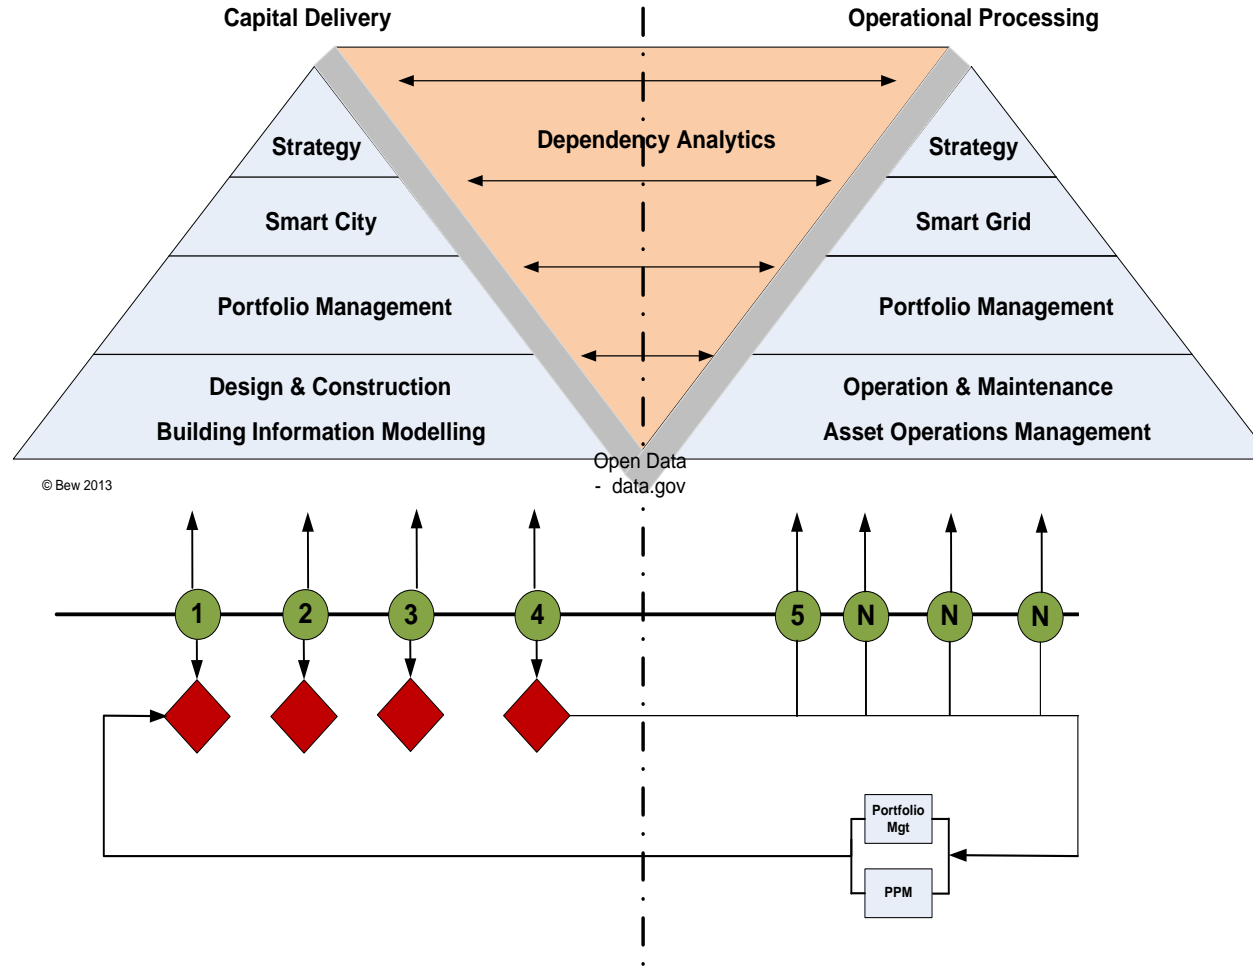 Capital Delivery
Operational Processing
Dependency Analytics
Strategy
Strategy
Smart City
Smart Grid
Portfolio Management
Portfolio Management
Design & Construction
Building Information Modelling
Operation & Maintenance
Asset Operations Management
Open Data
- data.gov
© Bew 2013
1
2
3
4
5
N
N
N
Portfolio
Mgt
PPM